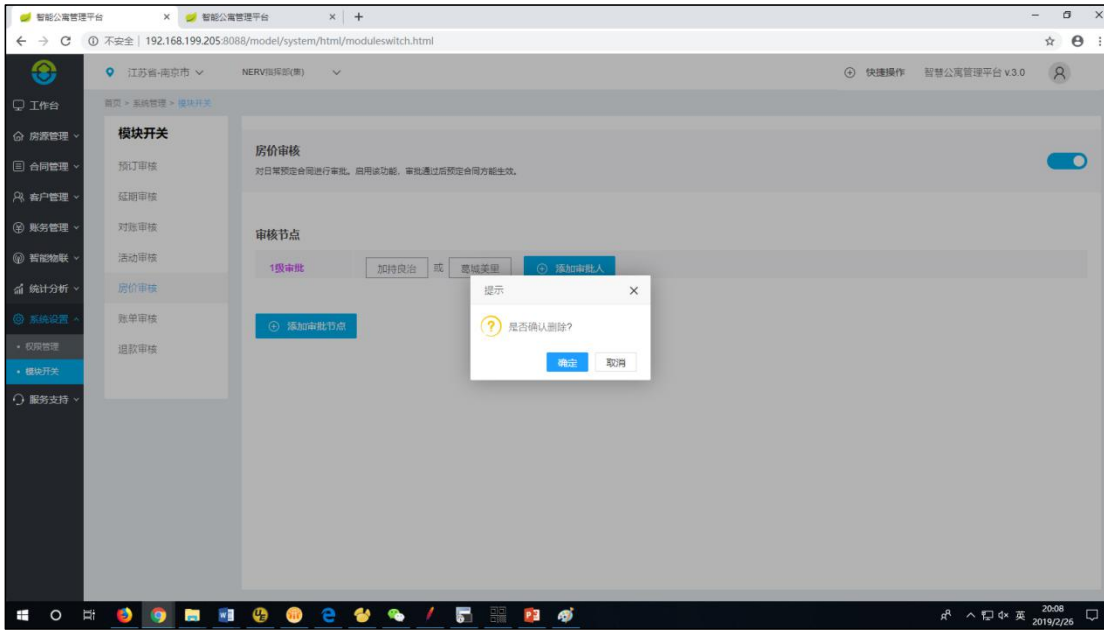 智能公寓管理平台
智能公寓管理平台
不安全 | 192.168.199.205:8088/model/system/html/moduleswitch.html
江苏省-南京市
NERV指挥部(集)
快捷操作
智慧公寓管理平台 v.3.0
首页 > 系统管理 > 模块开关
工作台
房源管理
合同管理
客户管理
账务管理
智能物联
统计分析
系统设置
• 权限管理
• 模块开关
服务支持
模块开关
预订审核
延期审核
对账审核
活动审核
房价审核
账单审核
退款审核
房价审核
对日常预定合同进行审批。启用该功能，审批通过后预定合同方能生效。
审核节点
1级审批
加持良治 或 葛城美里
添加审批人
添加审批节点
提示
是否确认删除?
确定 取消
英
20:08
2019/2/26